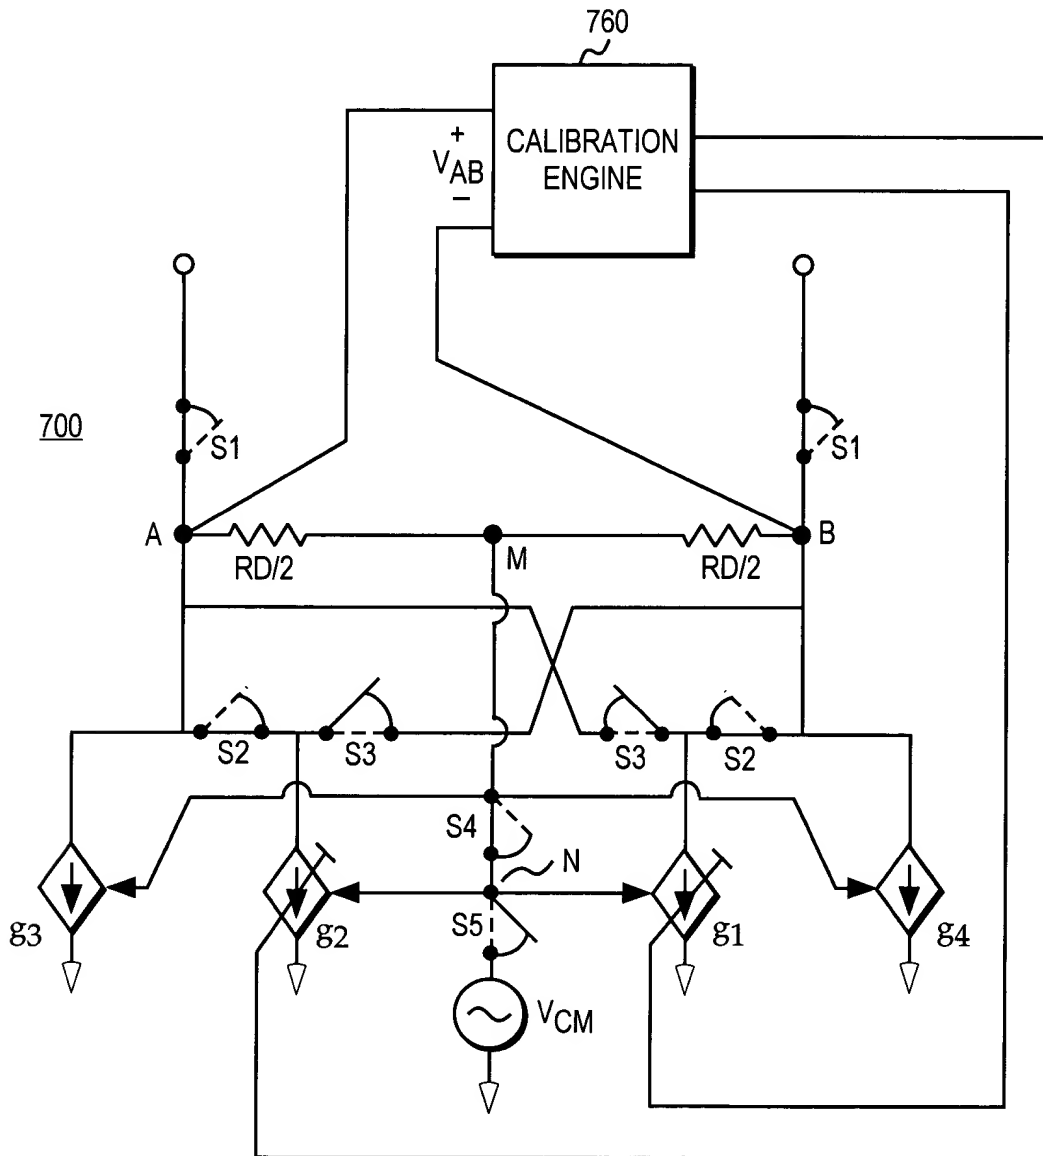 760
+
VAB
−
CALIBRATION
ENGINE
700
S1
S1
A
RD/2
M
RD/2
B
S2
S3
S3
S2
S4
N
S5
g3
g2
g1
g4
VCM